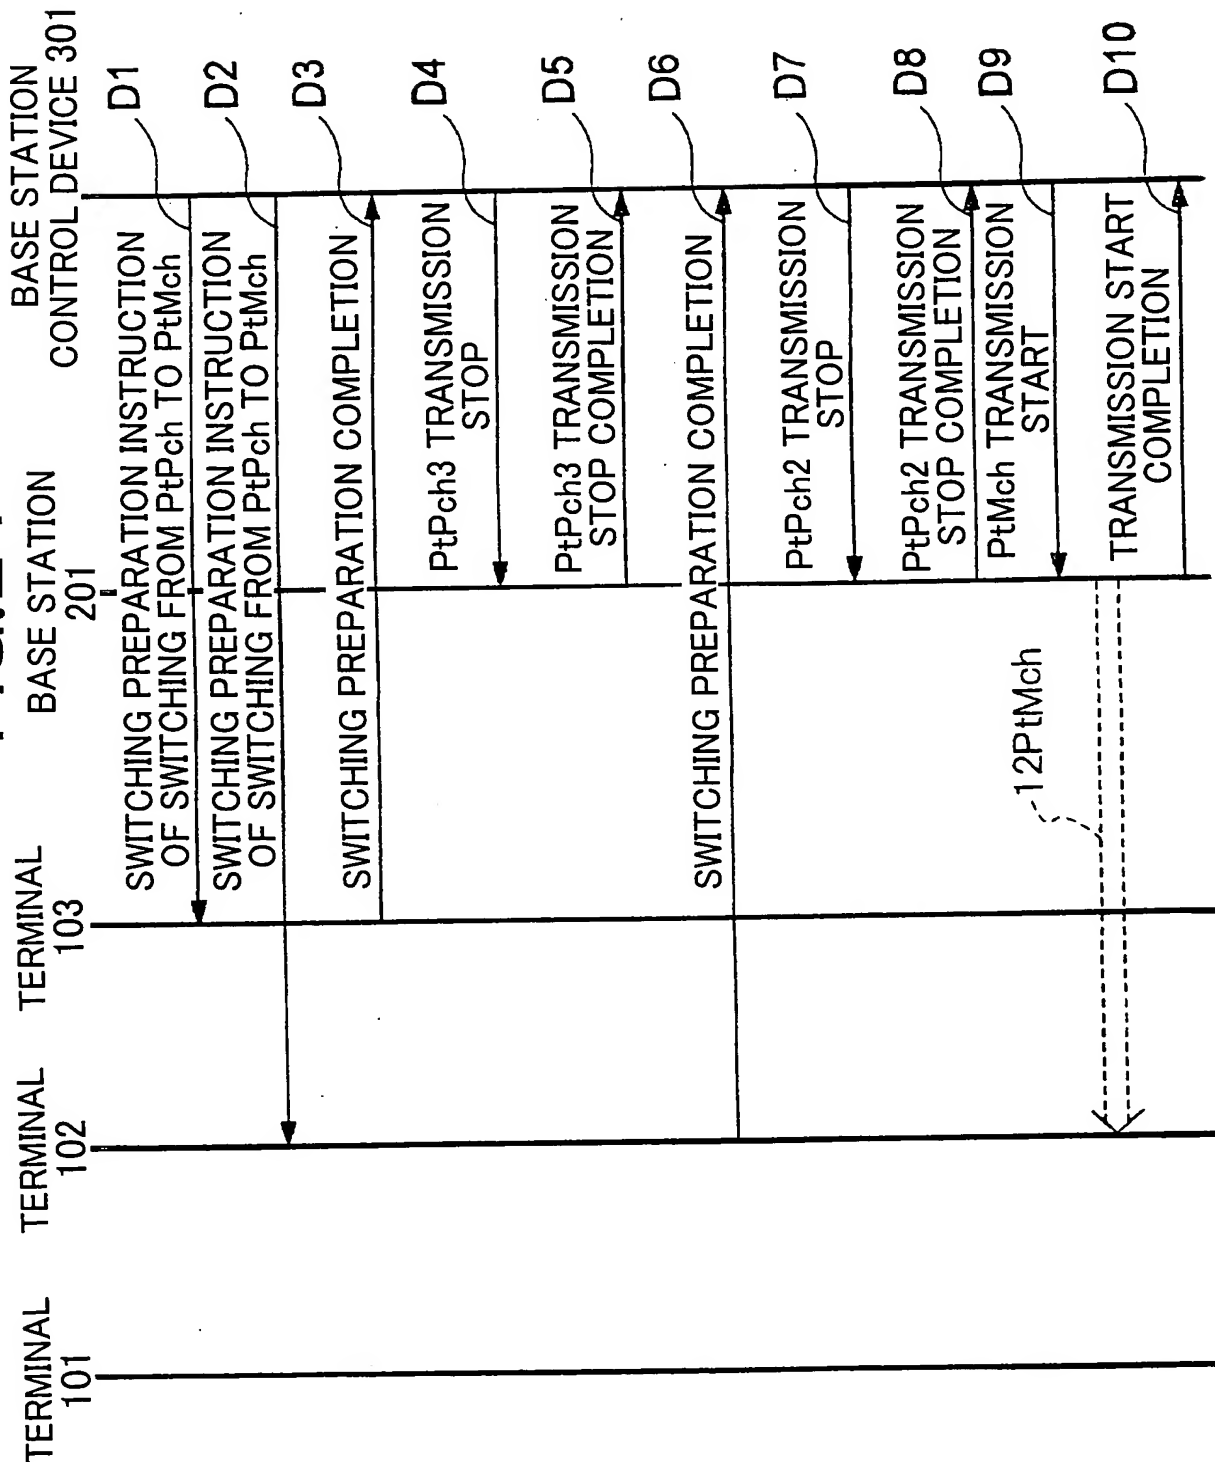 TERMINAL
101
TERMINAL
102
TERMINAL
103
BASE STATION
201
BASE STATION
CONTROL DEVICE 301
SWITCHING PREPARATION INSTRUCTION
OF SWITCHING FROM PtPch TO PtMch
D1
SWITCHING PREPARATION INSTRUCTION
OF SWITCHING FROM PtPch TO PtMch
D2
SWITCHING PREPARATION COMPLETION
D3
PtPch3 TRANSMISSION
STOP
D4
PtPch3 TRANSMISSION
STOP COMPLETION
D5
SWITCHING PREPARATION COMPLETION
D6
PtPch2 TRANSMISSION
STOP
D7
PtPch2 TRANSMISSION
STOP COMPLETION
D8
PtMch TRANSMISSION
START
D9
12PtMch
TRANSMISSION START
COMPLETION
D10